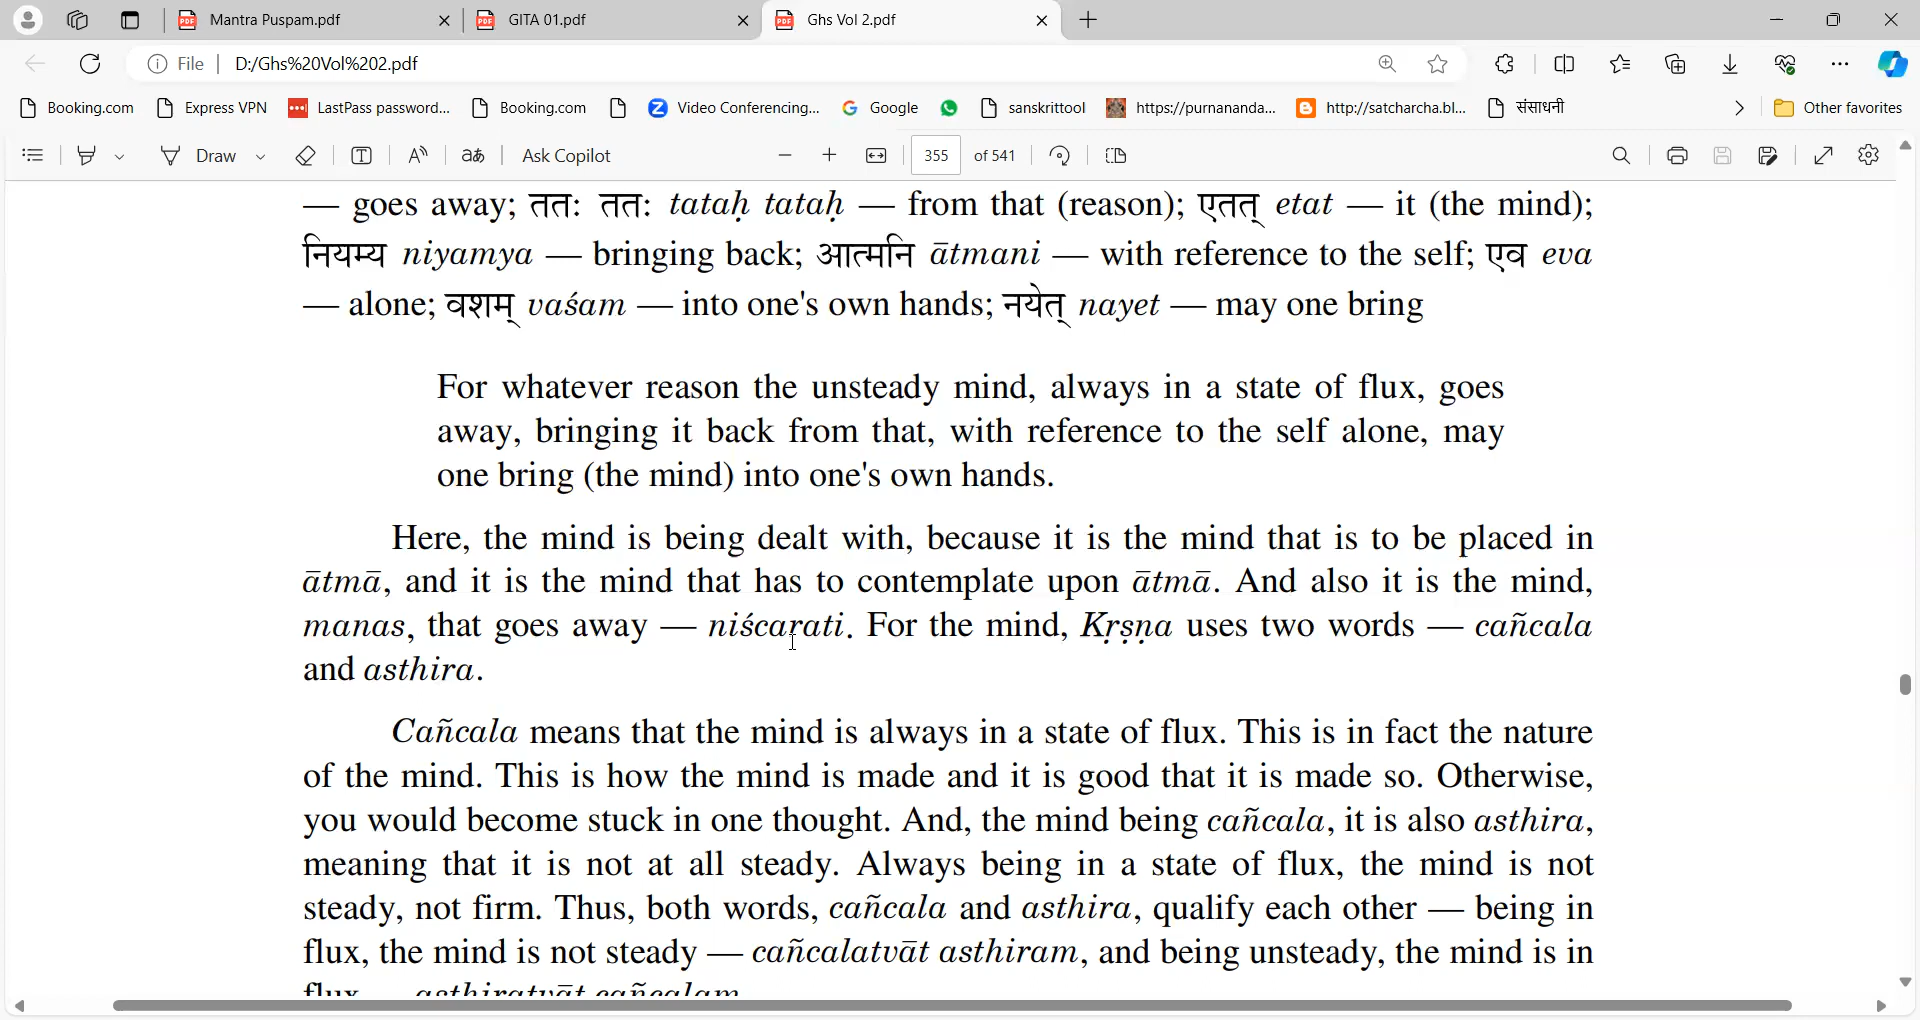 Mantra Puspam.pdf
GITA 01.pdf
Ghs Vol 2.pdf
File D:/Ghs%20Vol%202.pdf
Booking.com Express VPN LastPass password... Booking.com Video Conferencing... Google sanskrittool https://purnananda... http://satcharcha.bl... संसाधनी Other favorites
Draw Ask Copilot 355 of 541
— goes away; ततः ततः tataḥ tataḥ — from that (reason); एतत् etat — it (the mind);
नियम्य niyamya — bringing back; आत्मनि ātmani — with reference to the self; एव eva
— alone; वशम् vaśam — into one's own hands; नयेत् nayet — may one bring
For whatever reason the unsteady mind, always in a state of flux, goes
away, bringing it back from that, with reference to the self alone, may
one bring (the mind) into one's own hands.
Here, the mind is being dealt with, because it is the mind that is to be placed in
ātmā, and it is the mind that has to contemplate upon ātmā. And also it is the mind,
manas, that goes away — niścarati. For the mind, Kṛṣṇa uses two words — cañcala
and asthira.
Cañcala means that the mind is always in a state of flux. This is in fact the nature
of the mind. This is how the mind is made and it is good that it is made so. Otherwise,
you would become stuck in one thought. And, the mind being cañcala, it is also asthira,
meaning that it is not at all steady. Always being in a state of flux, the mind is not
steady, not firm. Thus, both words, cañcala and asthira, qualify each other — being in
flux, the mind is not steady — cañcalatvāt asthiram, and being unsteady, the mind is in
flux — asthiratvāt cañcalam